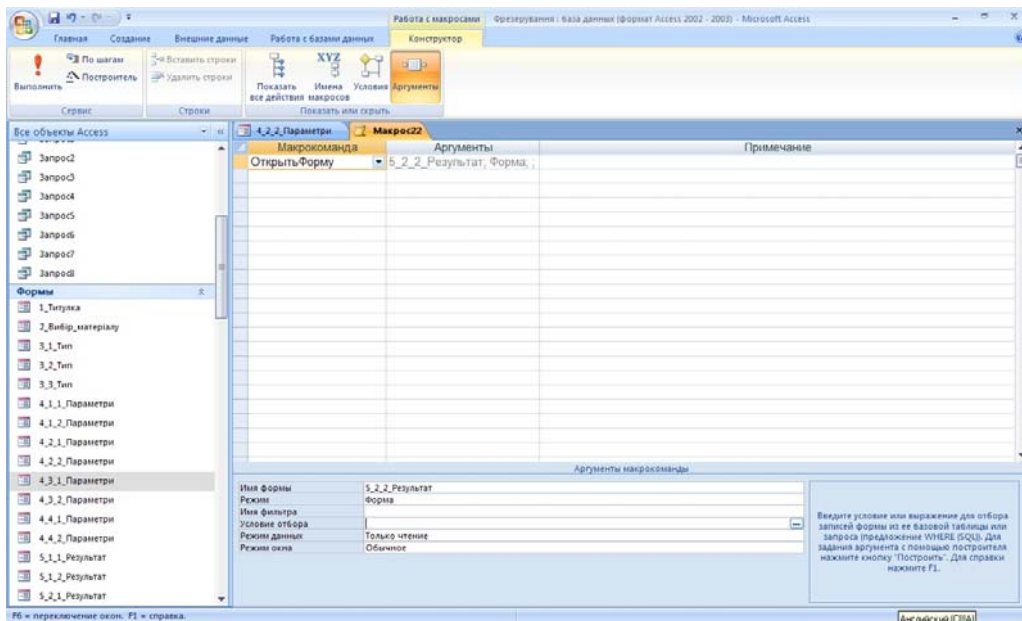 Работа с макросами Фрезерування : база данных (формат Access 2002 - 2003) - Microsoft Access
Главная Создание Внешние данные Работа с базами данных Конструктор
Выполнить
По шагам
Построитель
Вставить строки
Удалить строки
Показать все действия
XYZ
Имена макросов
Условия
Аргументы
Сервис Строки Показать или скрыть
Все объекты Access
4_2_2_Параметри Макрос22
Макрокоманда Аргументы Примечание
ОткрытьФорму 5_2_2_Результат; Форма; ;
Запрос2
Запрос3
Запрос4
Запрос5
Запрос6
Запрос7
Запрос8
Формы
1_Титулка
2_Вибір_матеріалу
3_1_Тип
3_2_Тип
3_3_Тип
4_1_1_Параметри
4_1_2_Параметри
4_2_1_Параметри
4_2_2_Параметри
4_3_1_Параметри
4_3_2_Параметри
4_4_1_Параметри
4_4_2_Параметри
5_1_1_Результат
5_1_2_Результат
5_2_1_Результат
Аргументы макрокоманды
Имя формы 5_2_2_Результат
Режим Форма
Имя фильтра
Условие отбора
Режим данных Только чтение
Режим окна Обычное
Введите условие или выражение для отбора
записей формы из ее базовой таблицы или
запроса (предложение WHERE (SQL)). Для
задания аргумента с помощью построителя
нажмите кнопку "Построить". Для справки
нажмите F1.
F6 = переключение окон. F1 = справка.
Английский (США)